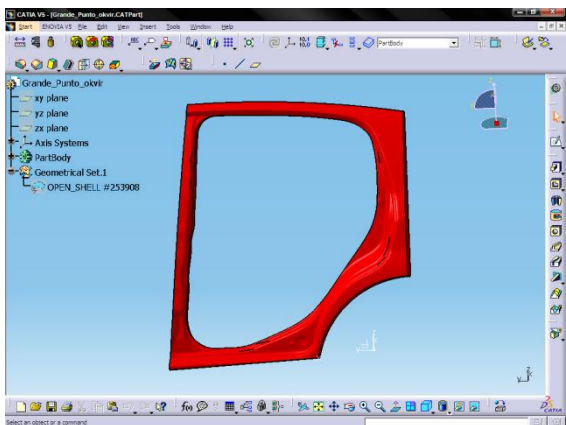 CATIA V5 - [Grande_Punto_okvir.CATPart]
Start ENOVIA V5 File Edit View Insert Tools Window Help
PartBody
Grande_Punto_okvir
xy plane
yz plane
zx plane
Axis Systems
PartBody
Geometrical Set.1
OPEN_SHELL #253908
Select an object or a command